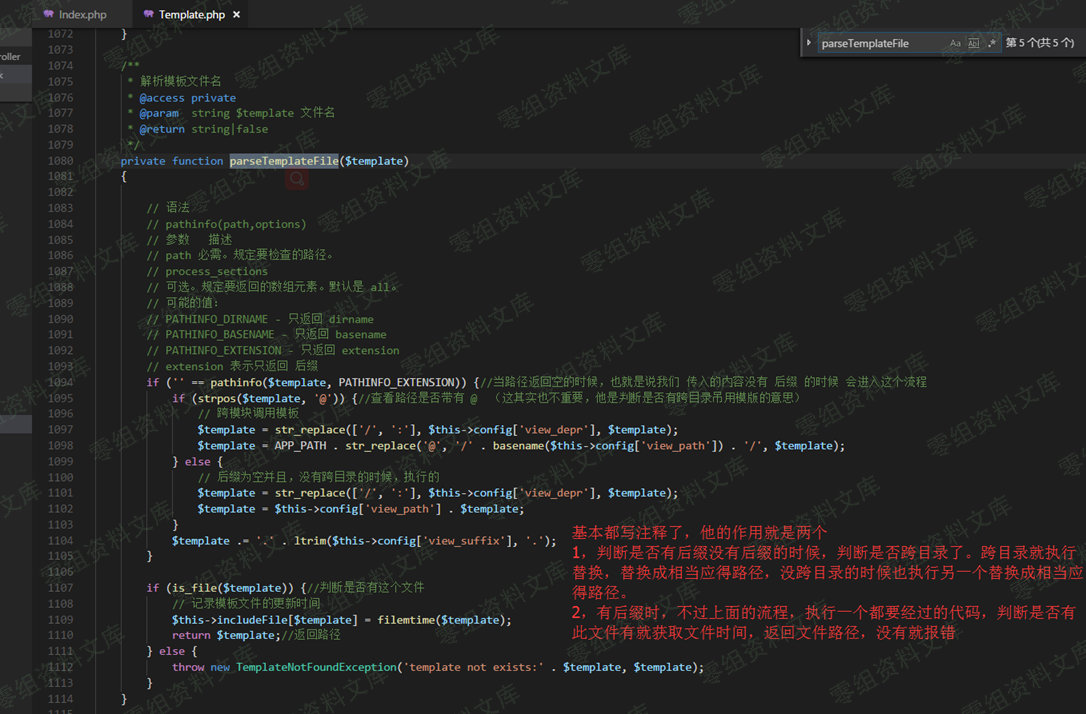 Index.php
Template.php ×
parseTemplateFile
Aa Abl .* 第 5 个(共 5 个)
roller
1072 }
1073
1074 /**
1075 * 解析模板文件名
1076 * @access private
1077 * @param string $template 文件名
1078 * @return string|false
1079 */
1080 private function parseTemplateFile($template)
1081 {
1082
1083 // 语法
1084 // pathinfo(path,options)
1085 // 参数 描述
1086 // path 必需。规定要检查的路径。
1087 // process_sections
1088 // 可选。规定要返回的数组元素。默认是 all。
1089 // 可能的值:
1090 // PATHINFO_DIRNAME - 只返回 dirname
1091 // PATHINFO_BASENAME - 只返回 basename
1092 // PATHINFO_EXTENSION - 只返回 extension
1093 // extension 表示只返回 后缀
1094 if ('' == pathinfo($template, PATHINFO_EXTENSION)) {//当路径返回空的时候，也就是说我们 传入的内容没有 后缀 的时候 会进入这个流程
1095 if (strpos($template, '@')) {//查看路径是否带有 @ （这其实也不重要，他是判断是否有跨目录吊用模版的意思）
1096 // 跨模块调用模板
1097 $template = str_replace(['/', ':'], $this->config['view_depr'], $template);
1098 $template = APP_PATH . str_replace('@', '/' . basename($this->config['view_path']) . '/', $template);
1099 } else {
1100 // 后缀为空并且，没有跨目录的时候，执行的
1101 $template = str_replace(['/', ':'], $this->config['view_depr'], $template);
1102 $template = $this->config['view_path'] . $template;
1103 }
1104 $template .= '.' . ltrim($this->config['view_suffix'], '.');
1105 }
1106
1107 if (is_file($template)) {//判断是否有这个文件
1108 // 记录模板文件的更新时间
1109 $this->includeFile[$template] = filemtime($template);
1110 return $template;//返回路径
1111 } else {
1112 throw new TemplateNotFoundException('template not exists:' . $template, $template);
1113 }
1114 }
1115
基本都写注释了，他的作用就是两个
1，判断是否有后缀没有后缀的时候，判断是否跨目录了。跨目录就执行
替换，替换成相当应得路径，没跨目录的时候也执行另一个替换成相当应
得路径。
2，有后缀时，不过上面的流程，执行一个都要经过的代码，判断是否有
此文件有就获取文件时间，返回文件路径，没有就报错
零组资料文库